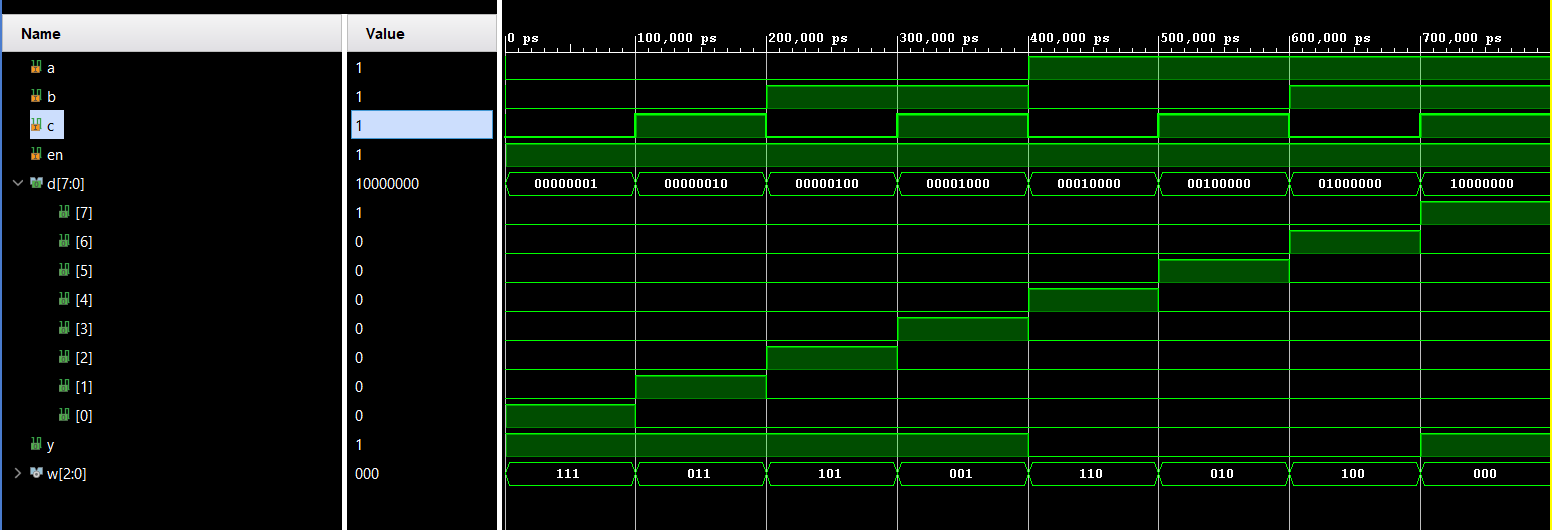 Name Value
0 ps 100,000 ps 200,000 ps 300,000 ps 400,000 ps 500,000 ps 600,000 ps 700,000 ps
a 1
b 1
c 1
en 1
d[7:0] 10000000 00000001 00000010 00000100 00001000 00010000 00100000 01000000 10000000
[7] 1
[6] 0
[5] 0
[4] 0
[3] 0
[2] 0
[1] 0
[0] 0
y 1
w[2:0] 000 111 011 101 001 110 010 100 000